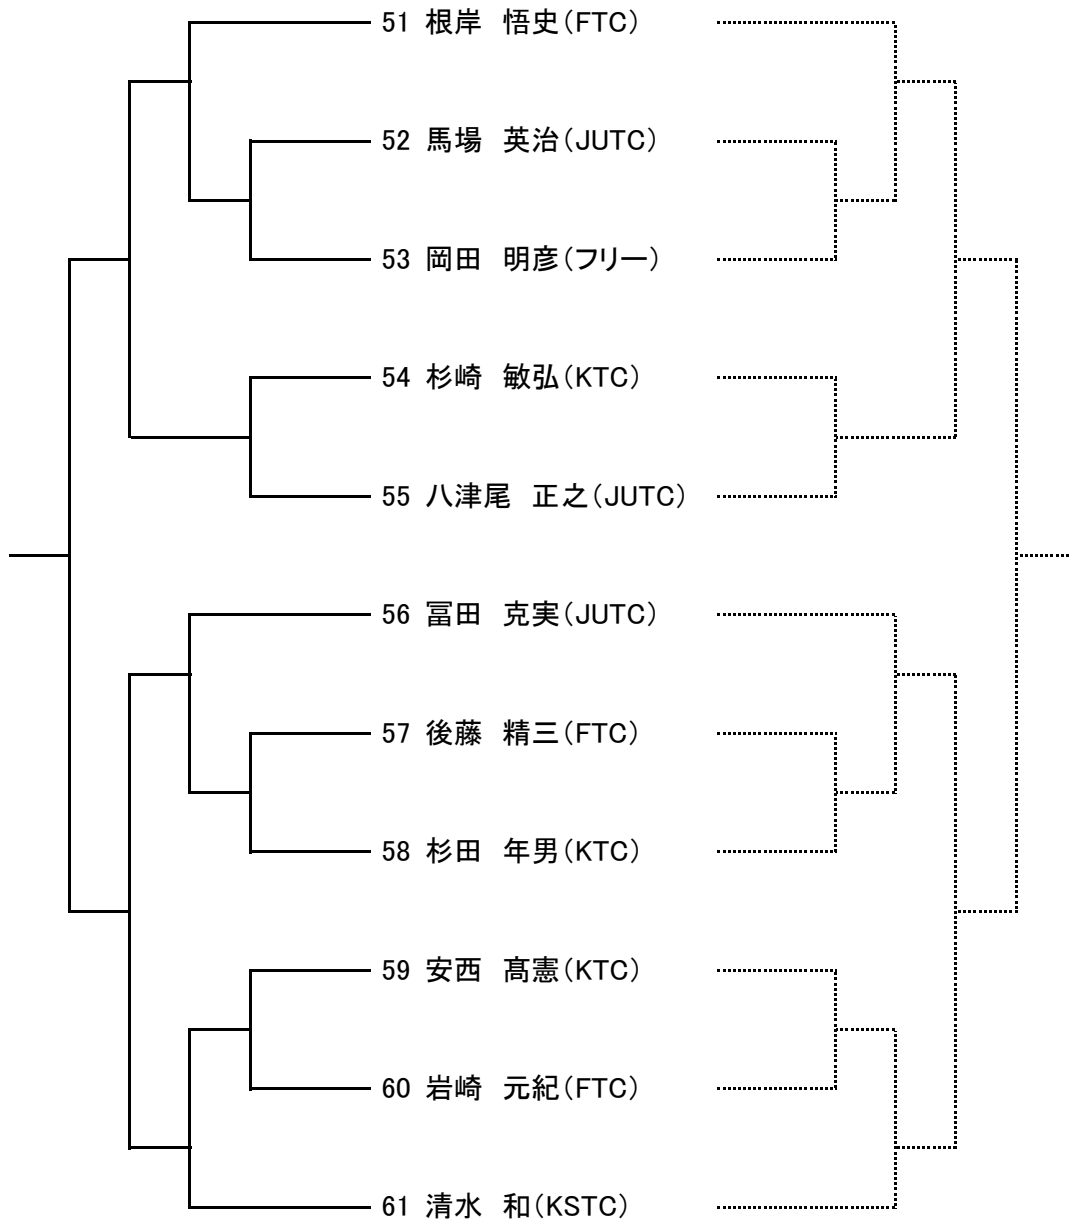 51 根岸　悟史（FTC）
52 馬場　英治（JUTC）
53 岡田　明彦（フリー）
54 杉崎　敏弘（KTC）
55 八津尾　正之（JUTC）
56 冨田　克実（JUTC）
57 後藤　精三（FTC）
58 杉田　年男（KTC）
59 安西　髙憲（KTC）
60 岩崎　元紀（FTC）
61 清水　和（KSTC）